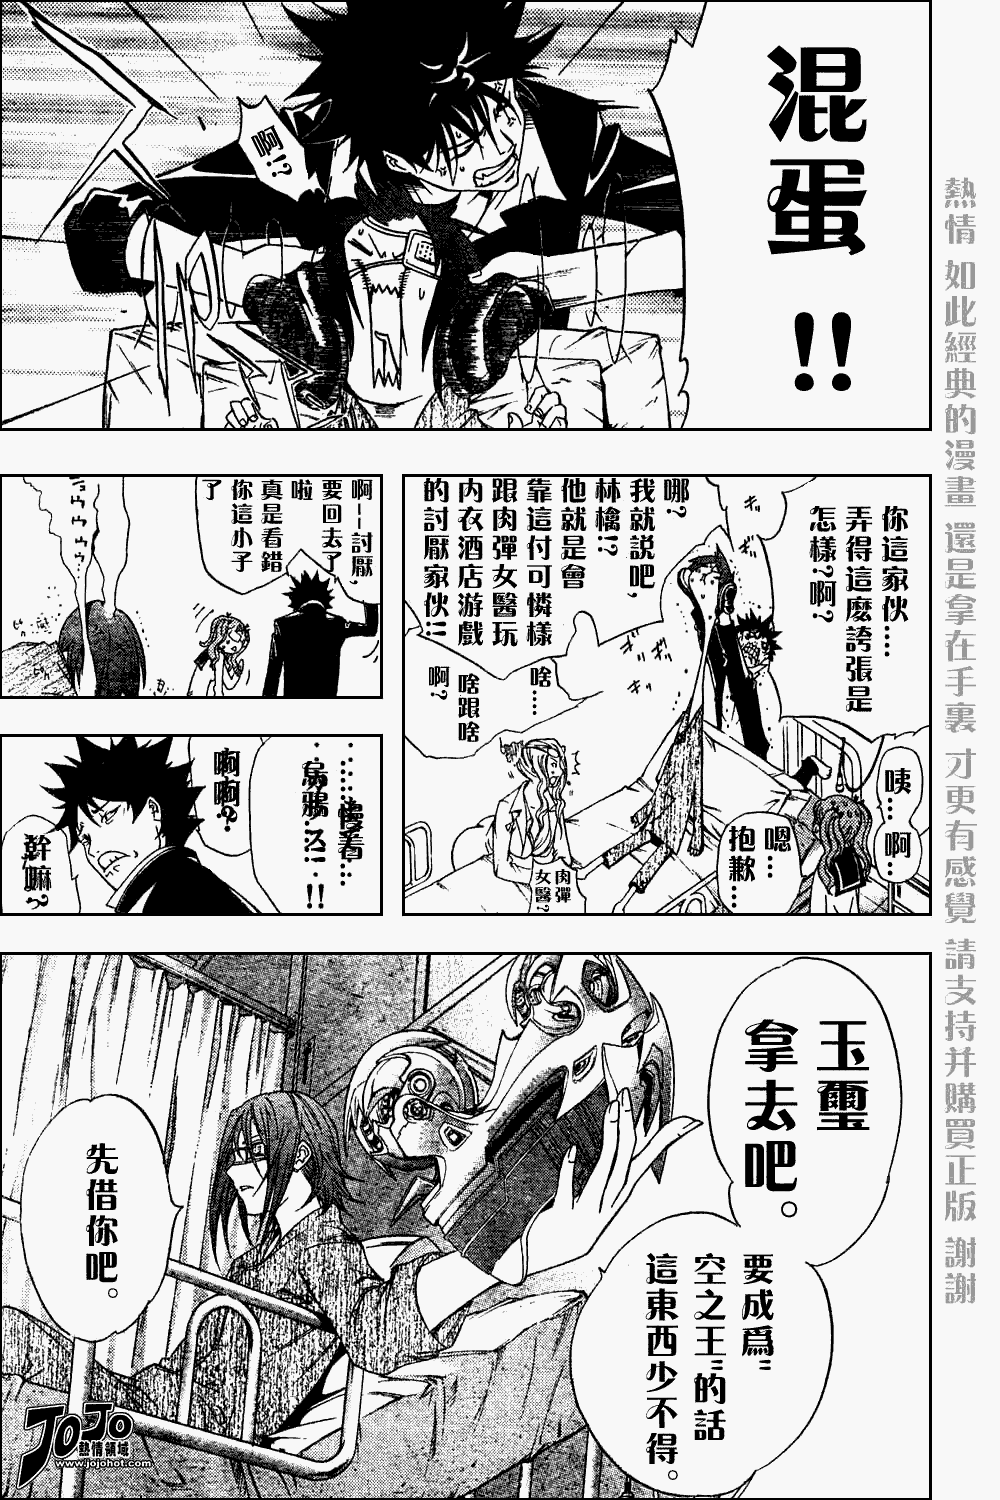 混蛋!!
啊!?
你這家伙…
弄得這麼誇張是
怎樣?啊?
咦…啊…
嗯…
抱歉…
哪?
我就説吧,
林檎!?
他就是會
靠這付可憐樣
跟肉彈女醫玩
内衣酒店游戲
的討厭家伙!!
啥…
啥跟啥
啊?
肉彈
女醫?
啊——討厭,
要回去了
啦
真是看錯
你這小子
了
ゥゥゥゥ
……慢着…
…烏鴉…!!
啊啊?
幹嘛?
玉璽
拿去吧。
要成爲"
空之王"的話
這東西少不得。
先借你吧。
JOJO
熱情領域
www.jojohot.com
熱情 如此經典的漫畫 還是拿在手裏 才更有感覺 請支持并購買正版 謝謝